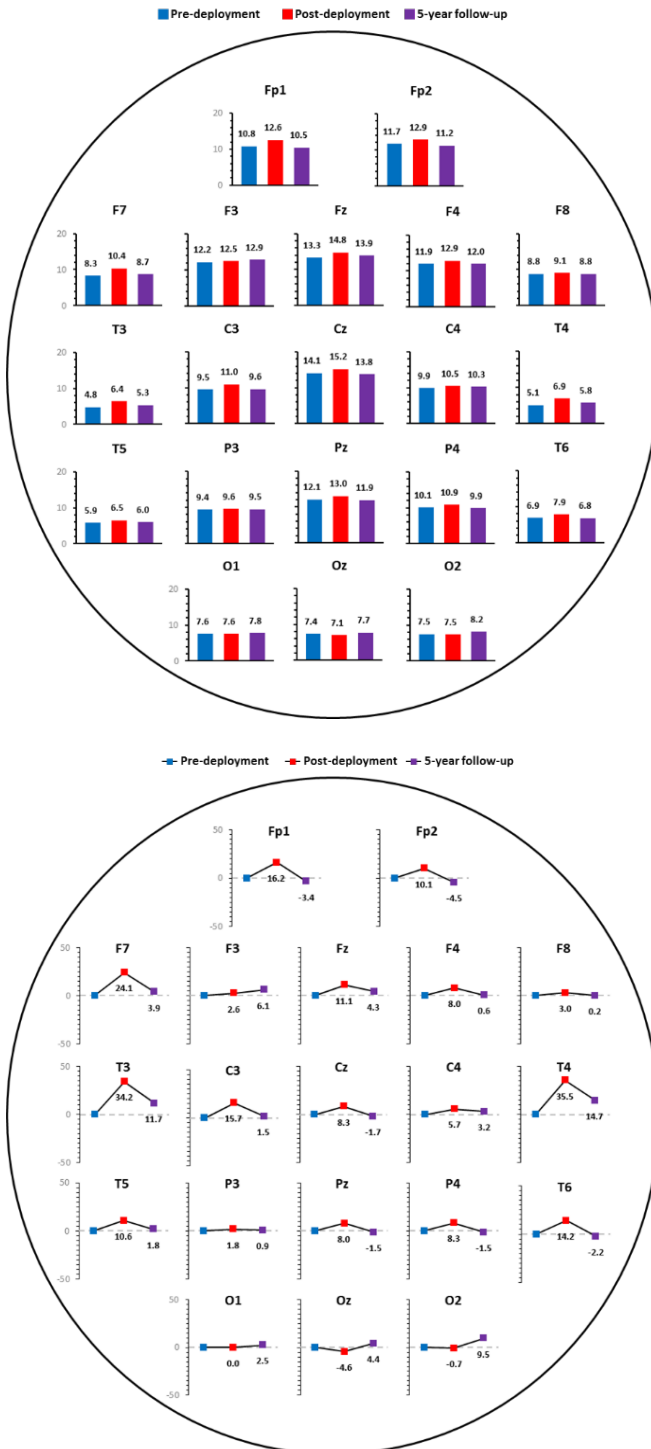 Pre-deployment Post-deployment 5-year follow-up
Fp1 Fp2
20
10
0
10.8 12.6 10.5 11.7 12.9 11.2
F7 F3 Fz F4 F8
20
10
0
8.3 10.4 8.7 12.2 12.5 12.9 13.3 14.8 13.9 11.9 12.9 12.0 8.8 9.1 8.8
T3 C3 Cz C4 T4
20
10
0
4.8 6.4 5.3 9.5 11.0 9.6 14.1 15.2 13.8 9.9 10.5 10.3 5.1 6.9 5.8
T5 P3 Pz P4 T6
20
10
0
5.9 6.5 6.0 9.4 9.6 9.5 12.1 13.0 11.9 10.1 10.9 9.9 6.9 7.9 6.8
O1 Oz O2
20
10
0
7.6 7.6 7.8 7.4 7.1 7.7 7.5 7.5 8.2
Pre-deployment Post-deployment 5-year follow-up
Fp1 Fp2
50
0
-50
16.2 -3.4 10.1 -4.5
F7 F3 Fz F4 F8
50
0
-50
24.1 3.9 2.6 6.1 11.1 4.3 8.0 0.6 3.0 0.2
T3 C3 Cz C4 T4
50
0
-50
34.2 11.7 15.7 1.5 8.3 -1.7 5.7 3.2 35.5 14.7
T5 P3 Pz P4 T6
50
0
-50
10.6 1.8 1.8 0.9 8.0 -1.5 8.3 -1.5 14.2 -2.2
O1 Oz O2
50
0
-50
0.0 2.5 -4.6 4.4 -0.7 9.5